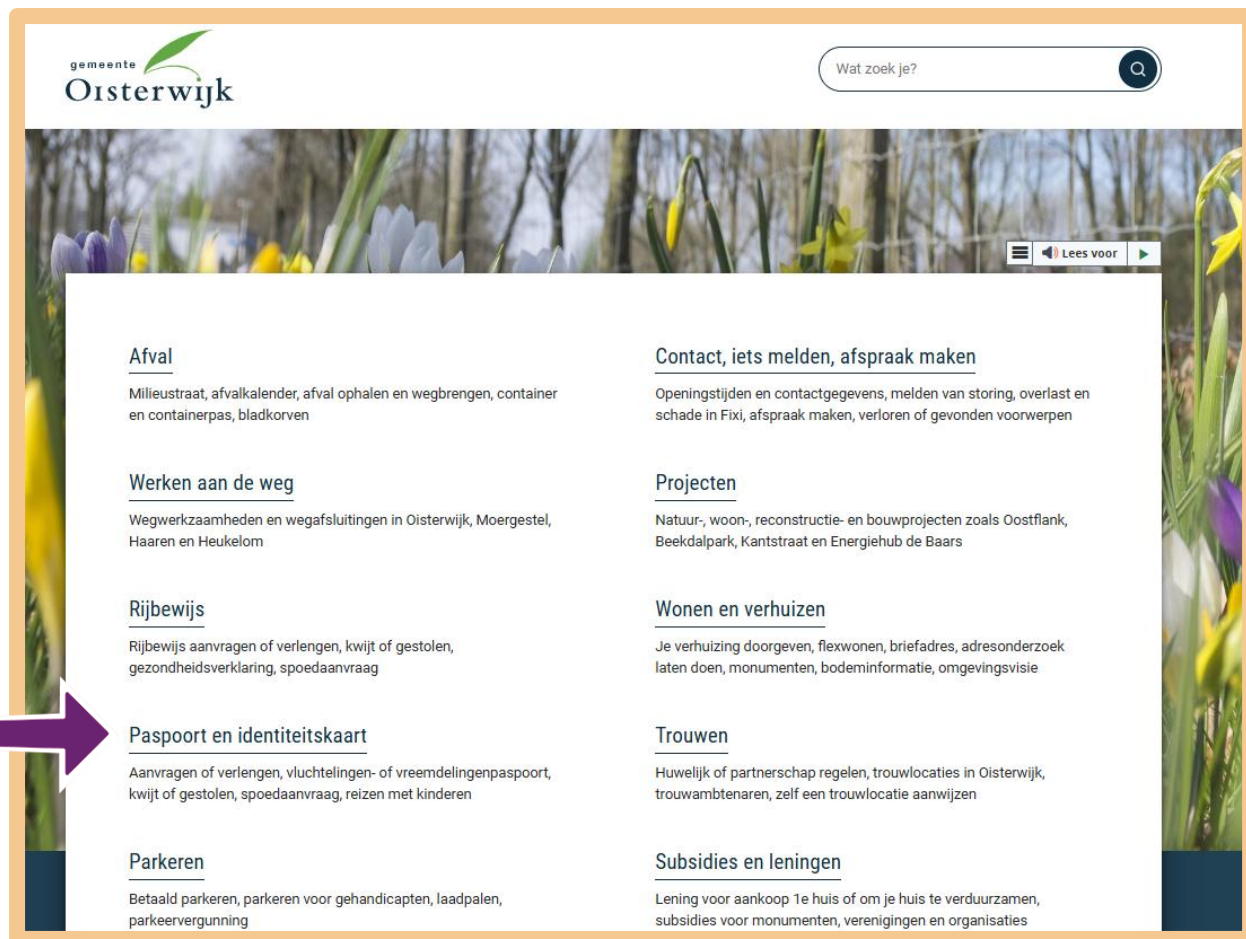 gemeente
Oisterwijk
Wat zoek je?
Lees voor
Afval
Milieustraat, afvalkalender, afval ophalen en wegbrengen, container
en containerpas, bladkorven
Contact, iets melden, afspraak maken
Openingstijden en contactgegevens, melden van storing, overlast en
schade in Fixi, afspraak maken, verloren of gevonden voorwerpen
Werken aan de weg
Wegwerkzaamheden en wegafsluitingen in Oisterwijk, Moergestel,
Haaren en Heukelom
Projecten
Natuur-, woon-, reconstructie- en bouwprojecten zoals Oostflank,
Beekdalpark, Kantstraat en Energiehub de Baars
Rijbewijs
Rijbewijs aanvragen of verlengen, kwijt of gestolen,
gezondheidsverklaring, spoedaanvraag
Wonen en verhuizen
Je verhuizing doorgeven, flexwonen, briefadres, adresonderzoek
laten doen, monumenten, bodeminformatie, omgevingsvisie
Paspoort en identiteitskaart
Aanvragen of verlengen, vluchtelingen- of vreemdelingenpaspoort,
kwijt of gestolen, spoedaanvraag, reizen met kinderen
Trouwen
Huwelijk of partnerschap regelen, trouwlocaties in Oisterwijk,
trouwambtenaren, zelf een trouwlocatie aanwijzen
Parkeren
Betaald parkeren, parkeren voor gehandicapten, laadpalen,
parkeervergunning
Subsidies en leningen
Lening voor aankoop 1e huis of om je huis te verduurzamen,
subsidies voor monumenten, verenigingen en organisaties